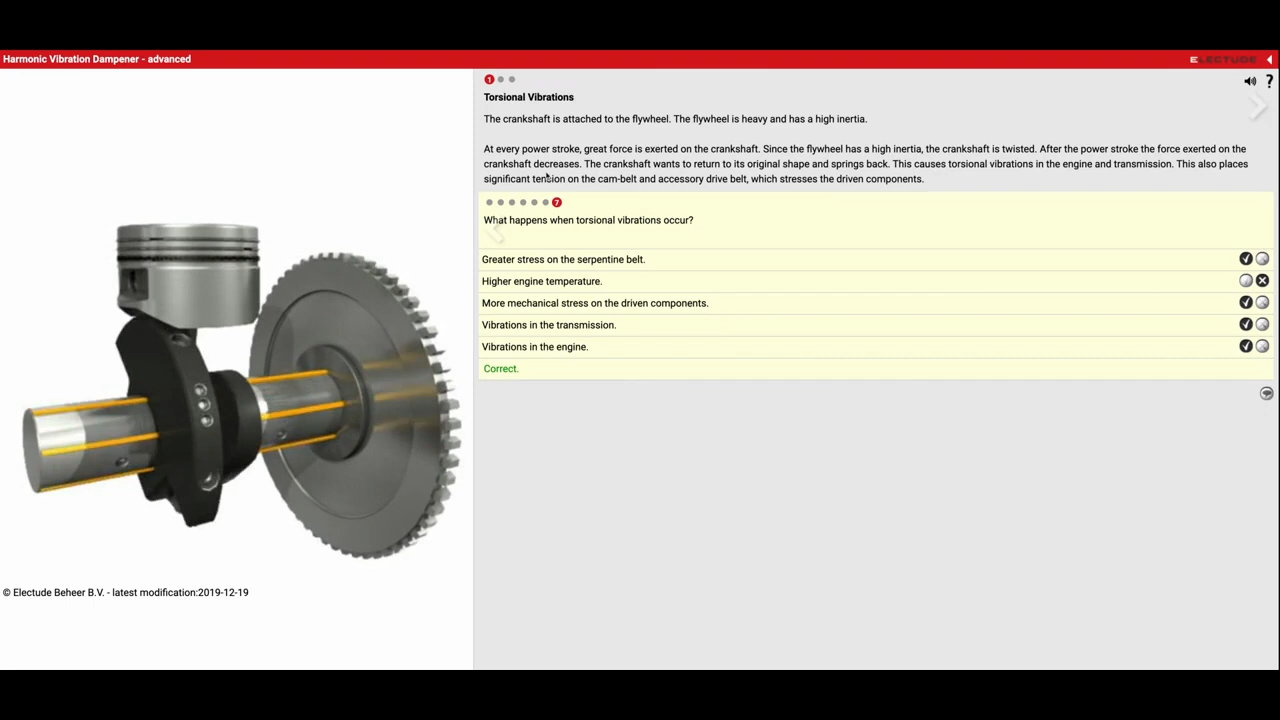 Harmonic Vibration Dampener - advanced
ELECTUDE
1
?
Torsional Vibrations
The crankshaft is attached to the flywheel. The flywheel is heavy and has a high inertia.
At every power stroke, great force is exerted on the crankshaft. Since the flywheel has a high inertia, the crankshaft is twisted. After the power stroke the force exerted on the
crankshaft decreases. The crankshaft wants to return to its original shape and springs back. This causes torsional vibrations in the engine and transmission. This also places
significant tension on the cam-belt and accessory drive belt, which stresses the driven components.
7
What happens when torsional vibrations occur?
Greater stress on the serpentine belt.
Higher engine temperature.
More mechanical stress on the driven components.
Vibrations in the transmission.
Vibrations in the engine.
Correct.
© Electude Beheer B.V. - latest modification:2019-12-19